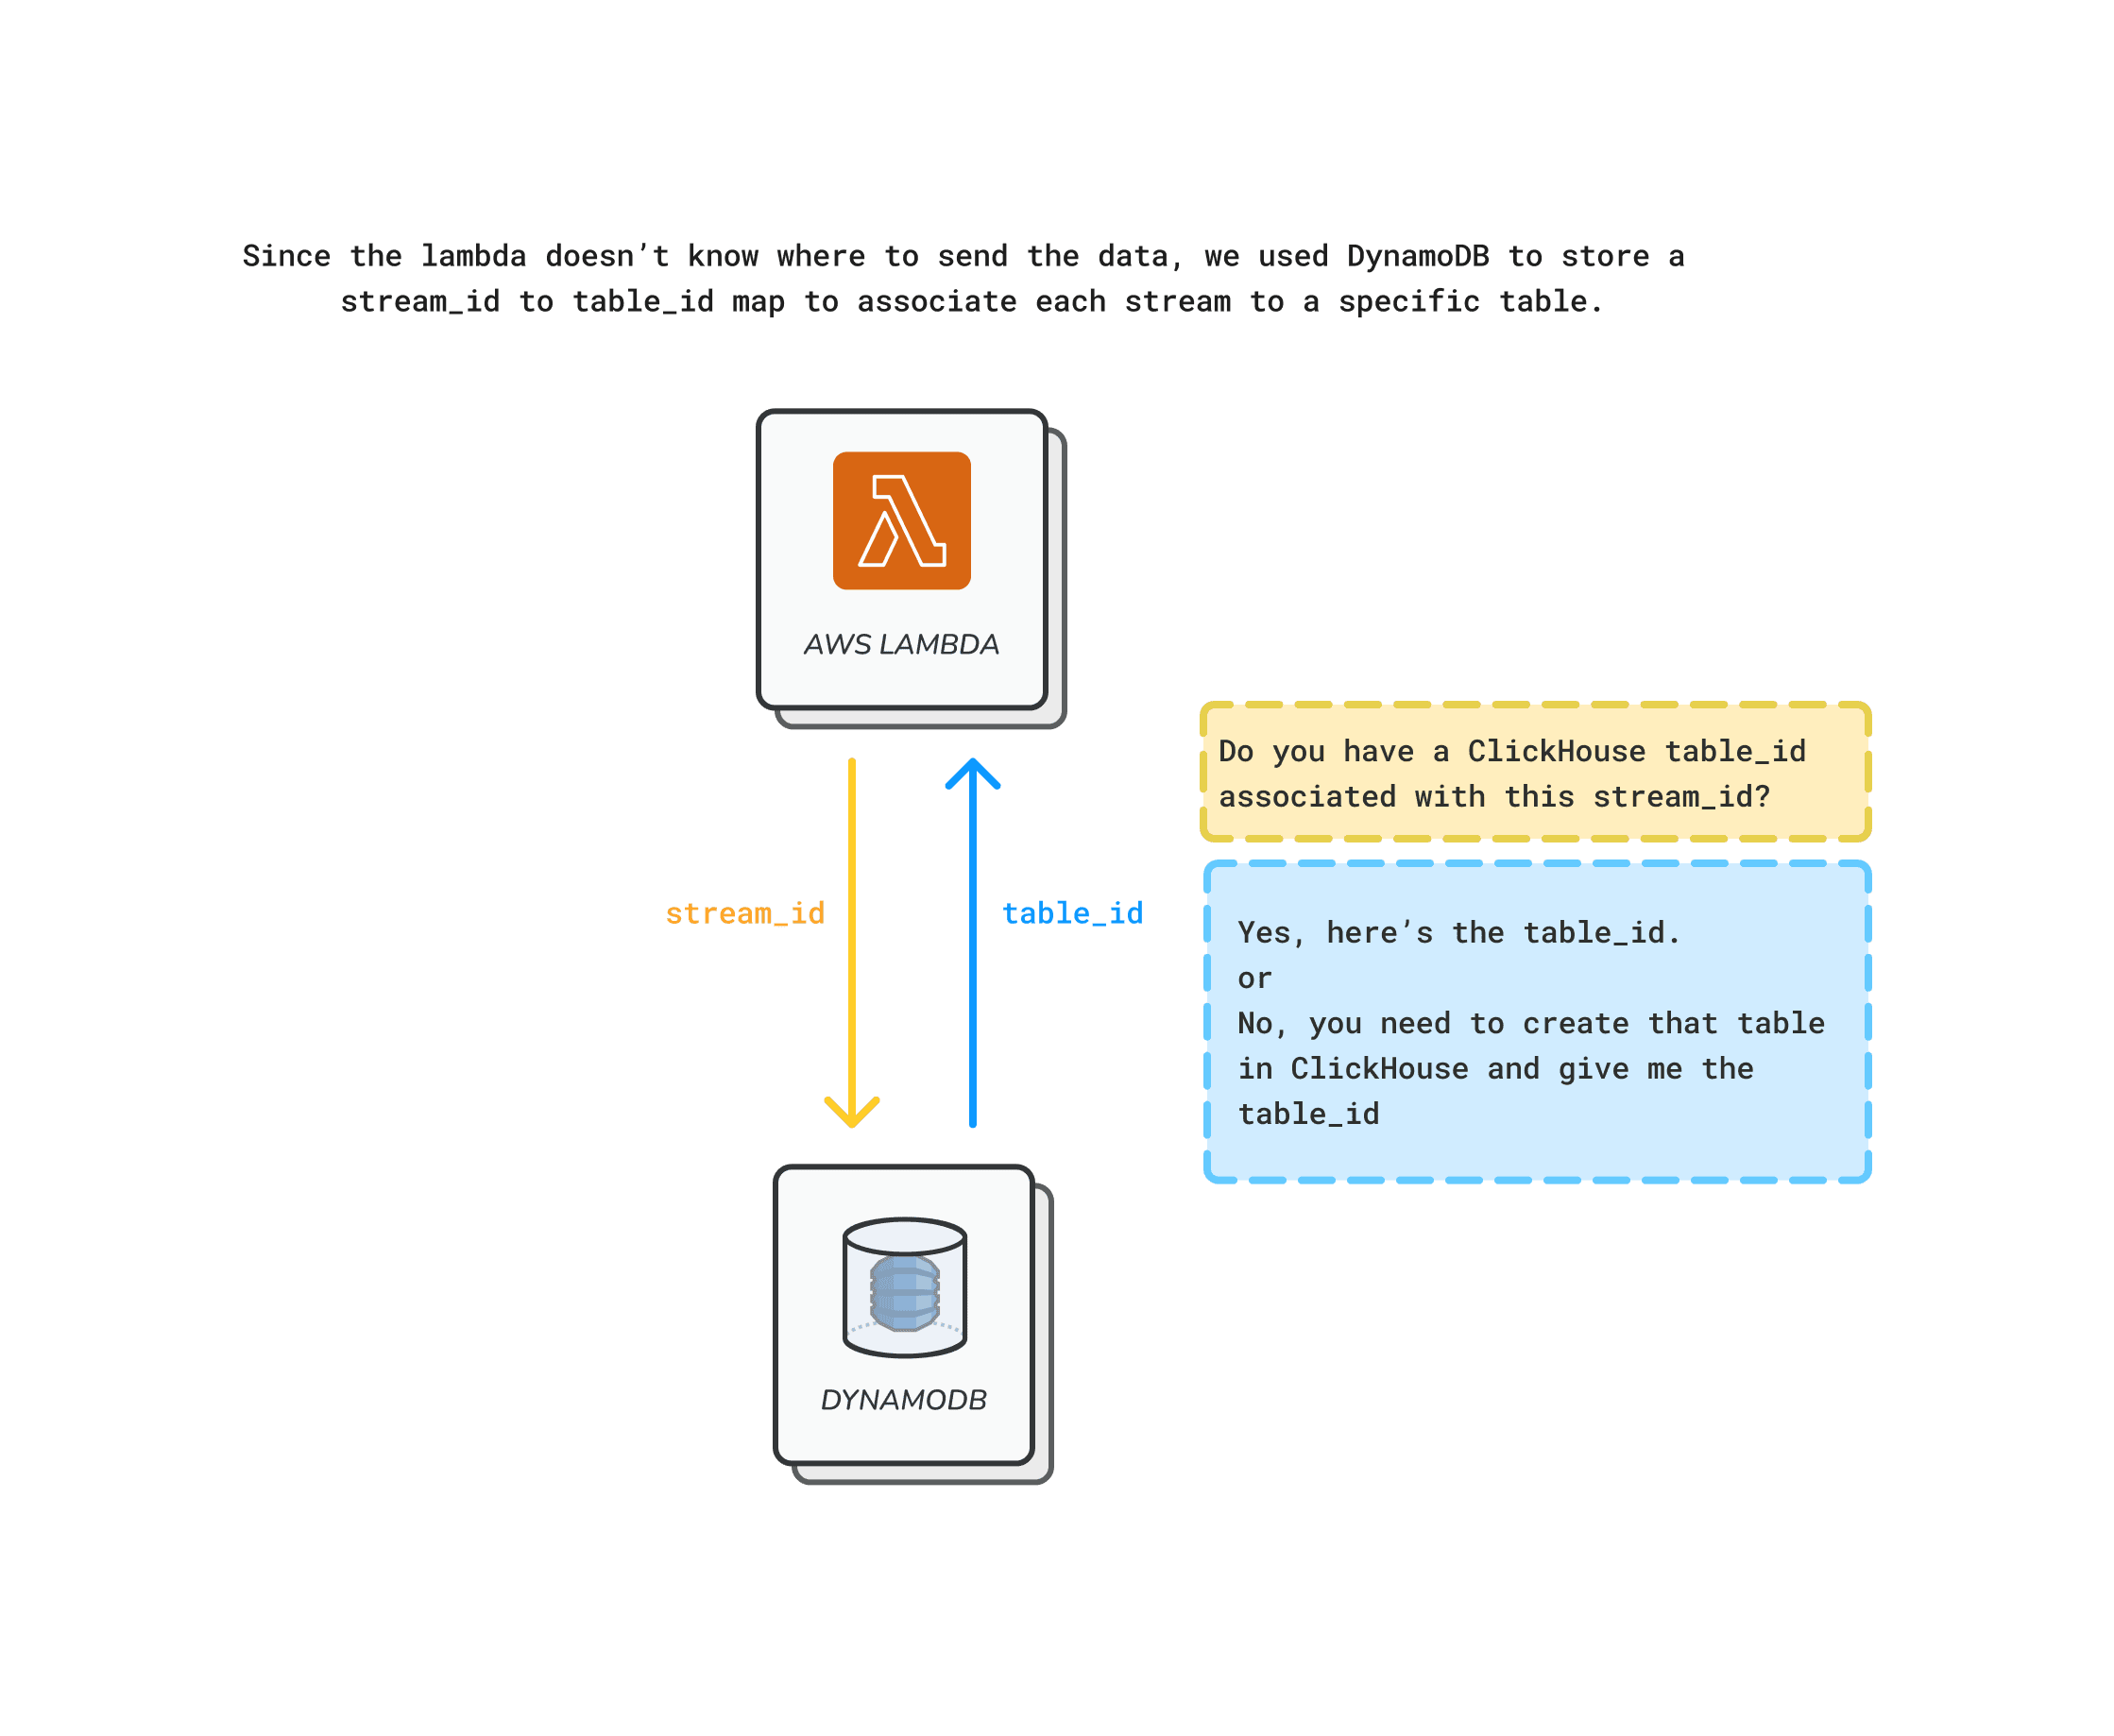 Since the lambda doesn’t know where to send the data, we used DynamoDB to store a
stream_id to table_id map to associate each stream to a specific table.
AWS LAMBDA
Do you have a ClickHouse table_id
associated with this stream_id?
stream_id
table_id
Yes, here’s the table_id.
or
No, you need to create that table
in ClickHouse and give me the
table_id
DYNAMODB